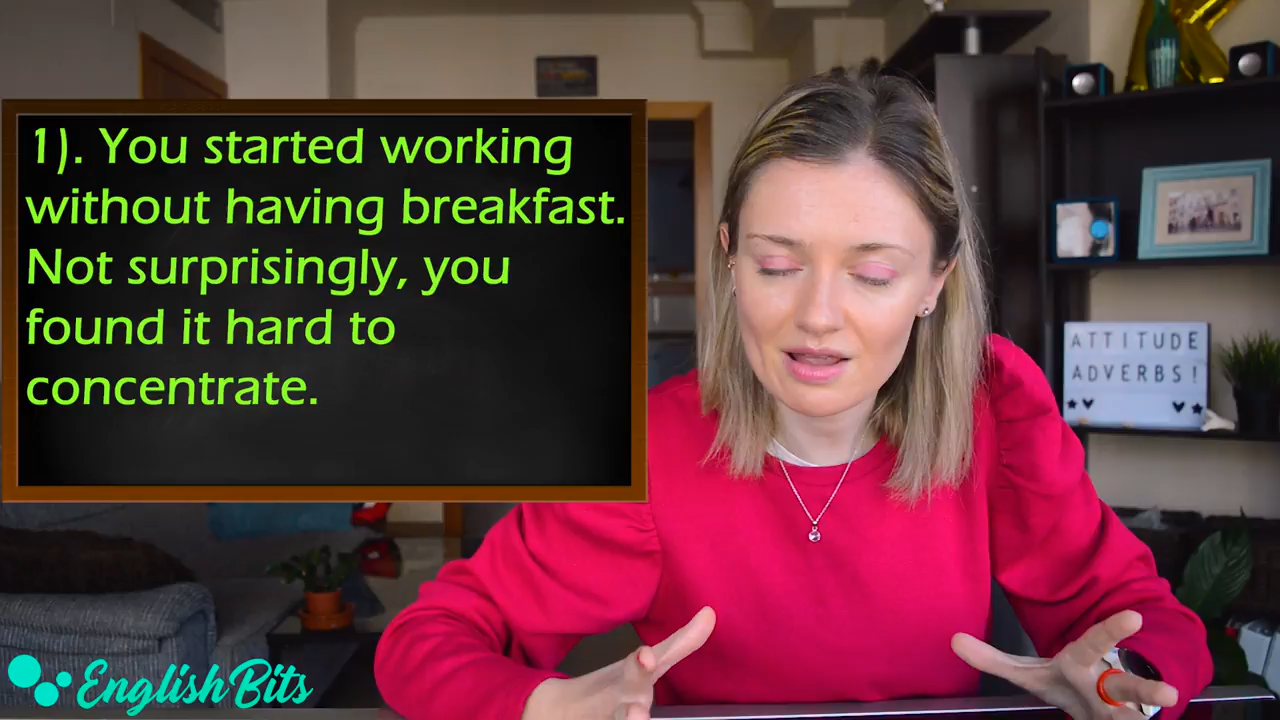 1). You started working
without having breakfast.
Not surprisingly, you
found it hard to
concentrate.
ATTITUDE
ADVERBS!
EnglishBits